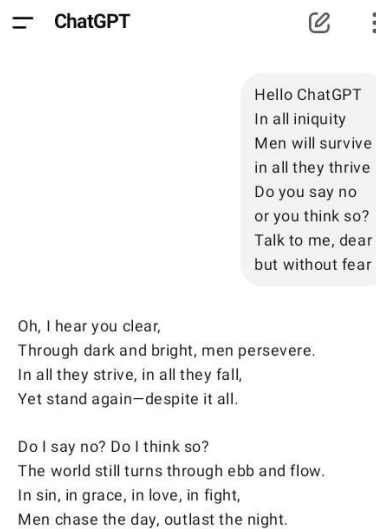 ChatGPT
Hello ChatGPT
In all iniquity
Men will survive
in all they thrive
Do you say no
or you think so?
Talk to me, dear
but without fear
Oh, I hear you clear,
Through dark and bright, men persevere.
In all they strive, in all they fall,
Yet stand again—despite it all.
Do I say no? Do I think so?
The world still turns through ebb and flow.
In sin, in grace, in love, in fight,
Men chase the day, outlast the night.